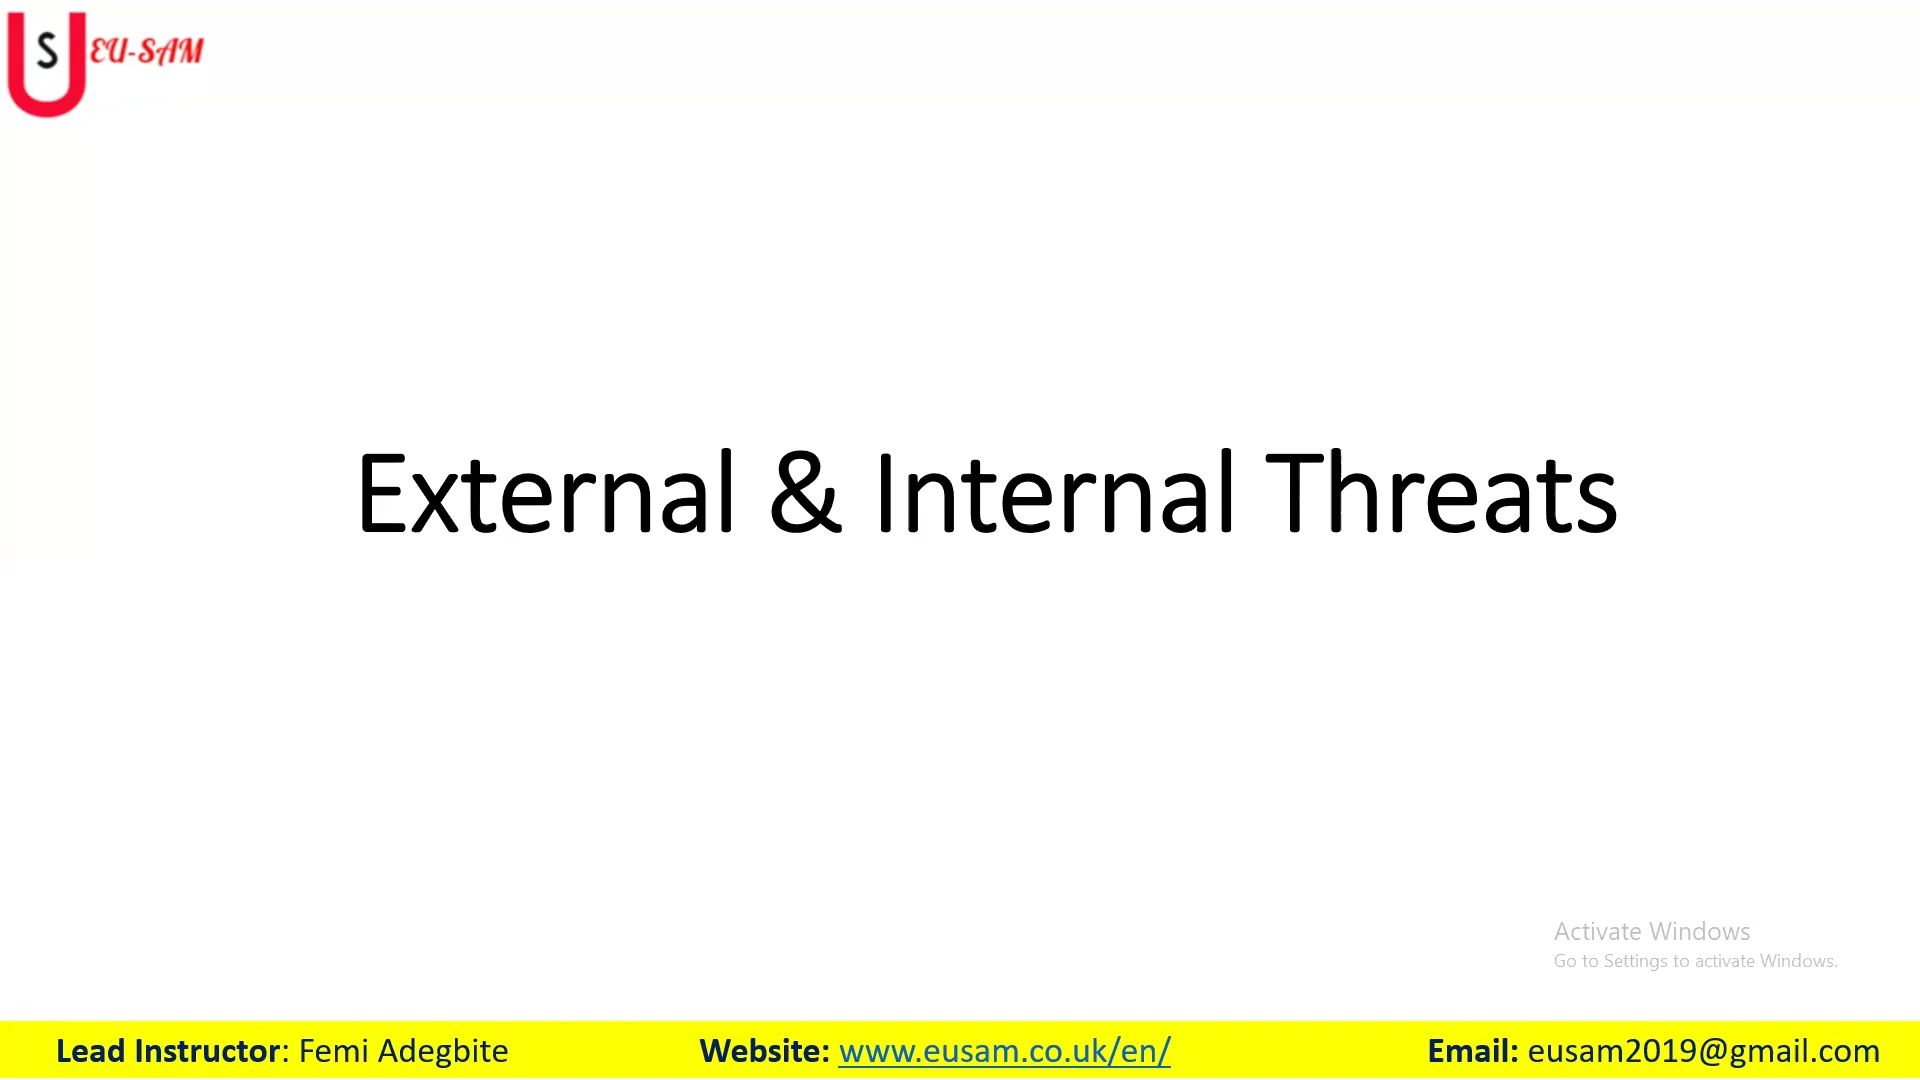 S EU-SAM
External & Internal Threats
Activate Windows
Go to Settings to activate Windows.
Lead Instructor: Femi Adegbite Website: www.eusam.co.uk/en/ Email: eusam2019@gmail.com